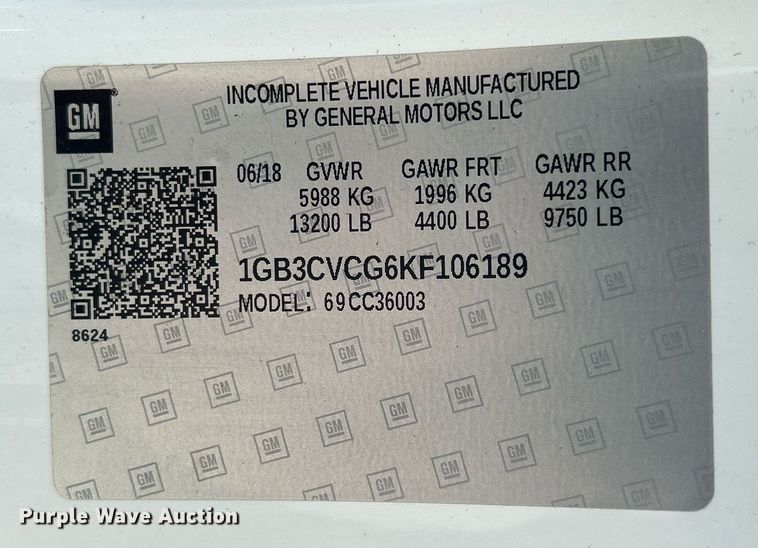 INCOMPLETE VEHICLE MANUFACTURED
BY GENERAL MOTORS LLC
GM®
06/18 GVWR GAWR FRT GAWR RR
5988 KG 1996 KG 4423 KG
13200 LB 4400 LB 9750 LB
1GB3CVCG6KF106189
MODEL: 69CC36003
8624
Purple Wave Auction